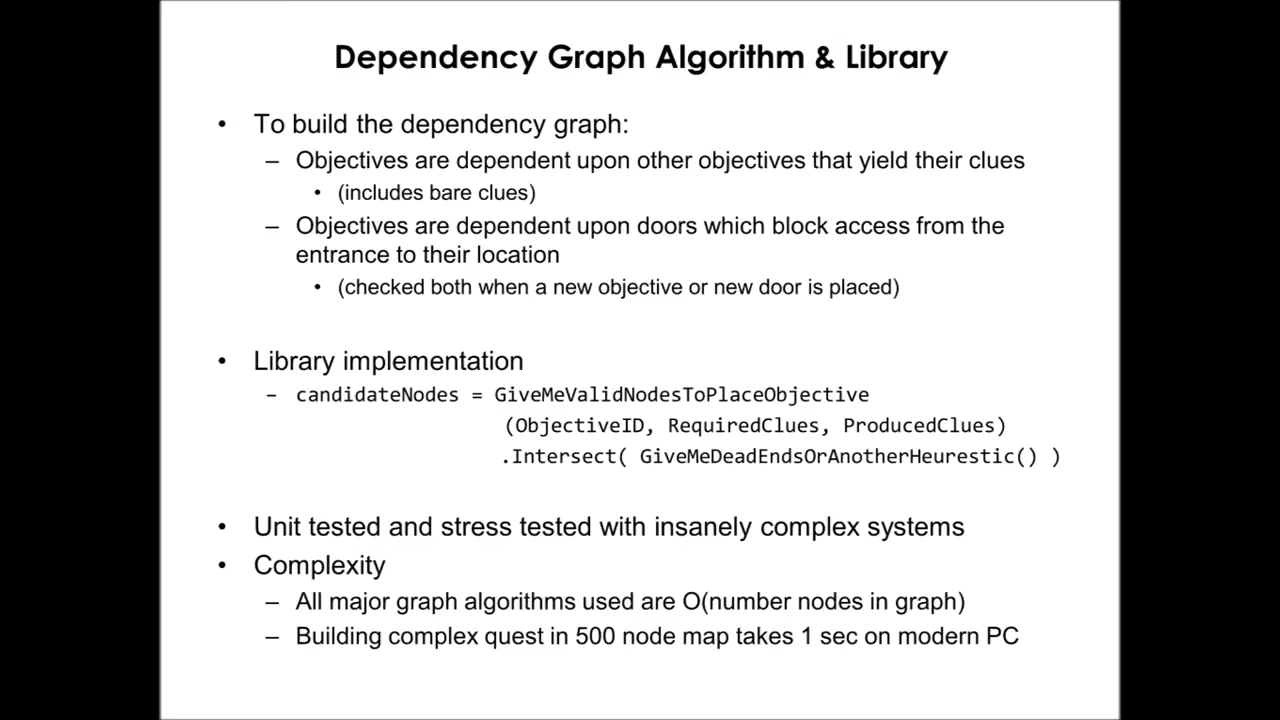 Dependency Graph Algorithm & Library
• To build the dependency graph:
– Objectives are dependent upon other objectives that yield their clues
• (includes bare clues)
– Objectives are dependent upon doors which block access from the
entrance to their location
• (checked both when a new objective or new door is placed)
• Library implementation
– candidateNodes = GiveMeValidNodesToPlaceObjective
(ObjectiveID, RequiredClues, ProducedClues)
.Intersect( GiveMeDeadEndsOrAnotherHeurestic() )
• Unit tested and stress tested with insanely complex systems
• Complexity
– All major graph algorithms used are O(number nodes in graph)
– Building complex quest in 500 node map takes 1 sec on modern PC